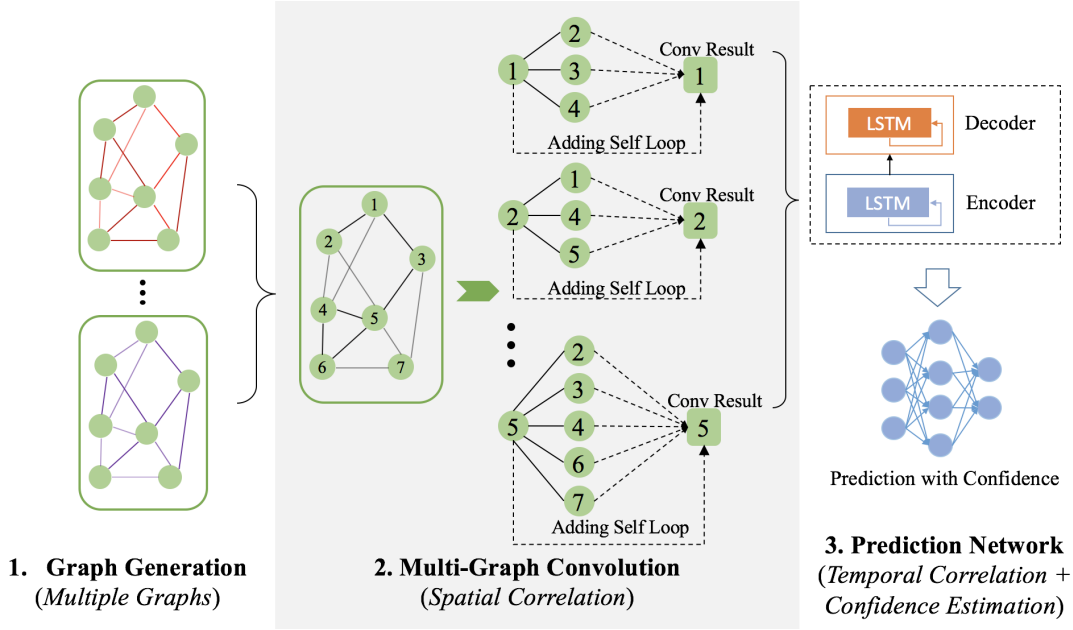 1
2
3
4
5
6
7
1
2
3
4
Conv Result
1
Adding Self Loop
2
1
4
5
Conv Result
2
Adding Self Loop
5
2
3
4
6
7
Conv Result
5
Adding Self Loop
LSTM
Decoder
LSTM
Encoder
Prediction with Confidence
1. Graph Generation
(Multiple Graphs)
2. Multi-Graph Convolution
(Spatial Correlation)
3. Prediction Network
(Temporal Correlation +
Confidence Estimation)